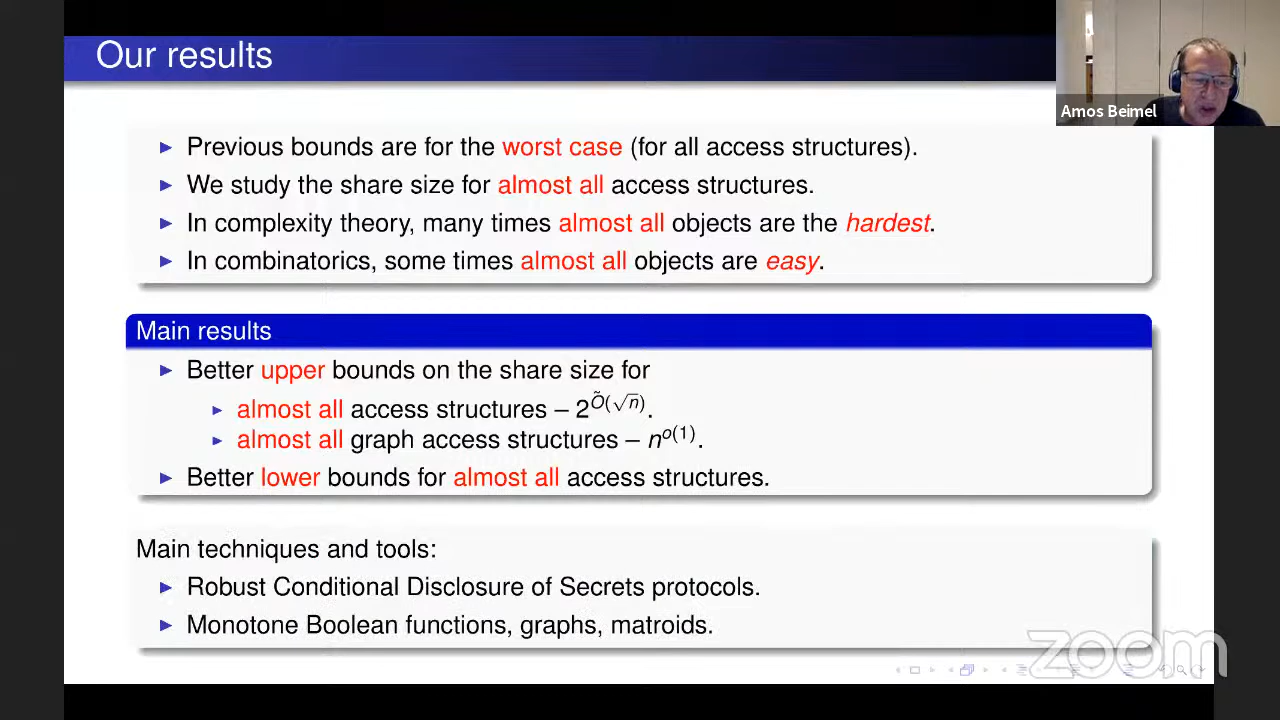 Our results
Amos Beimel
▶ Previous bounds are for the worst case (for all access structures).
▶ We study the share size for almost all access structures.
▶ In complexity theory, many times almost all objects are the hardest.
▶ In combinatorics, some times almost all objects are easy.
Main results
▶ Better upper bounds on the share size for
▶ almost all access structures – 2^{Õ(√n)}.
▶ almost all graph access structures – n^{o(1)}.
▶ Better lower bounds for almost all access structures.
Main techniques and tools:
▶ Robust Conditional Disclosure of Secrets protocols.
▶ Monotone Boolean functions, graphs, matroids.
zoom